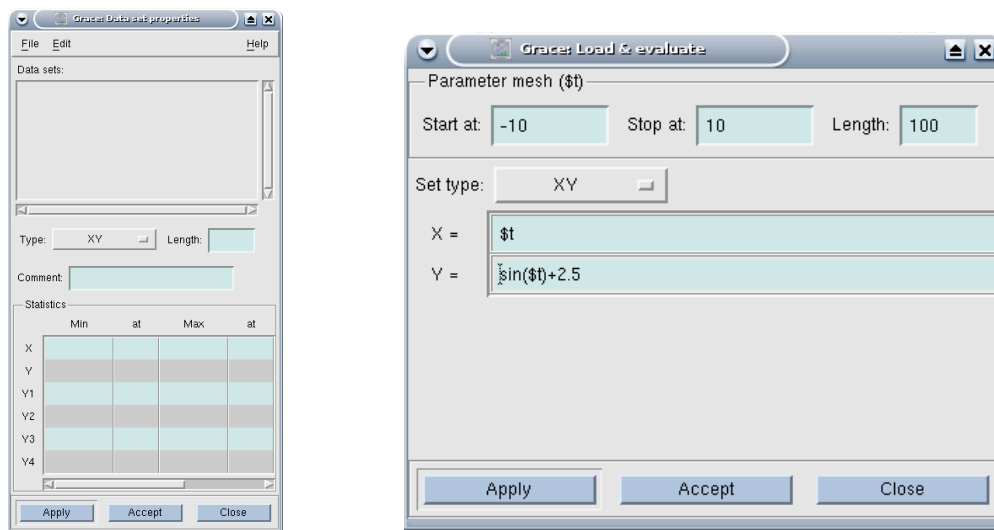 Grace: Data set properties
File Edit Help
Data sets:
Type: XY Length:
Comment:
Statistics
Min at Max at
X
Y
Y1
Y2
Y3
Y4
Apply Accept Close
Grace: Load & evaluate
Parameter mesh ($t)
Start at: -10 Stop at: 10 Length: 100
Set type: XY
X = $t
Y = sin($t)+2.5
Apply Accept Close